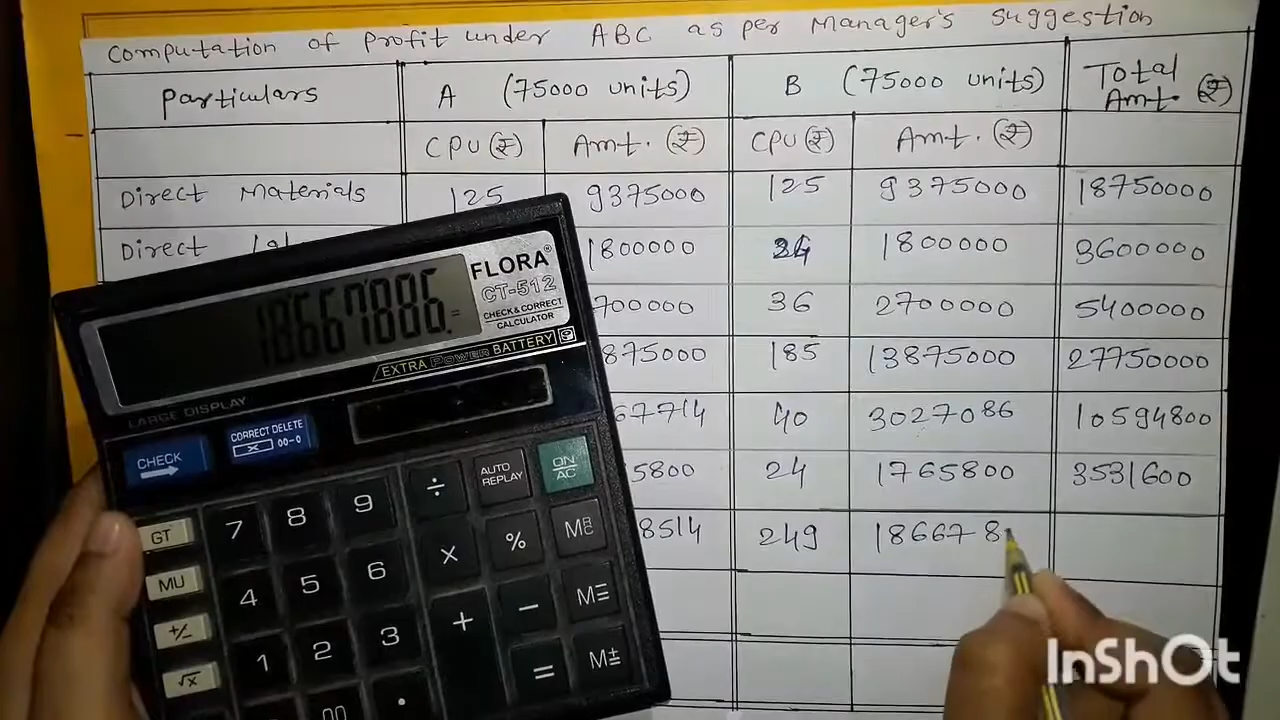 Computation of Profit under ABC as per Manager's suggestion
Particulars A (75000 units) B (75000 units) Total Amt. (₹)
CPU (₹) Amt. (₹) CPU (₹) Amt. (₹)
Direct Materials 125 9375000 125 9375000 18750000
Direct 1800000 24 1800000 3600000
700000 36 2700000 5400000
875000 185 13875000 27750000
67714 40 3027086 10594800
5800 24 1765800 3531600
8514 249 186678
18667886. =
FLORA
CT-512
CHECK & CORRECT
CALCULATOR
EXTRA POWER BATTERY
LARGE DISPLAY
CHECK
CORRECT DELETE
00→0
AUTO REPLAY
ON/AC
GT 7 8 9 ÷
MU 4 5 6 × % MRC
+/- 1 2 3 + − M=
√x 00 . = M±
InShOt